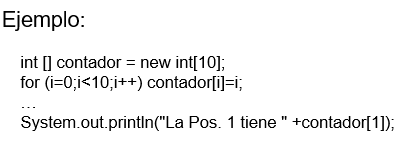 Ejemplo:
int [] contador = new int[10];
for (i=0;i<10;i++) contador[i]=i;
…
System.out.println("La Pos. 1 tiene " +contador[1]);